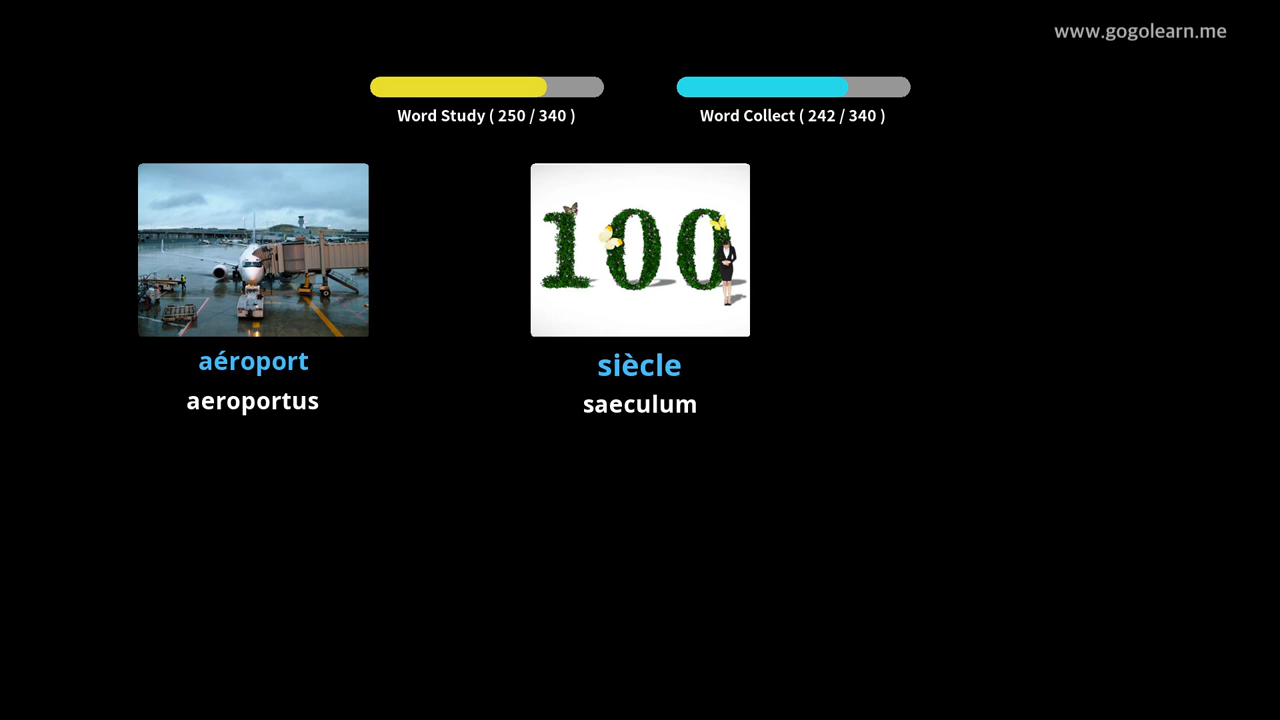 www.gogolearn.me
Word Study ( 250 / 340 )
Word Collect ( 242 / 340 )
100
aéroport
aeroportus
siècle
saeculum